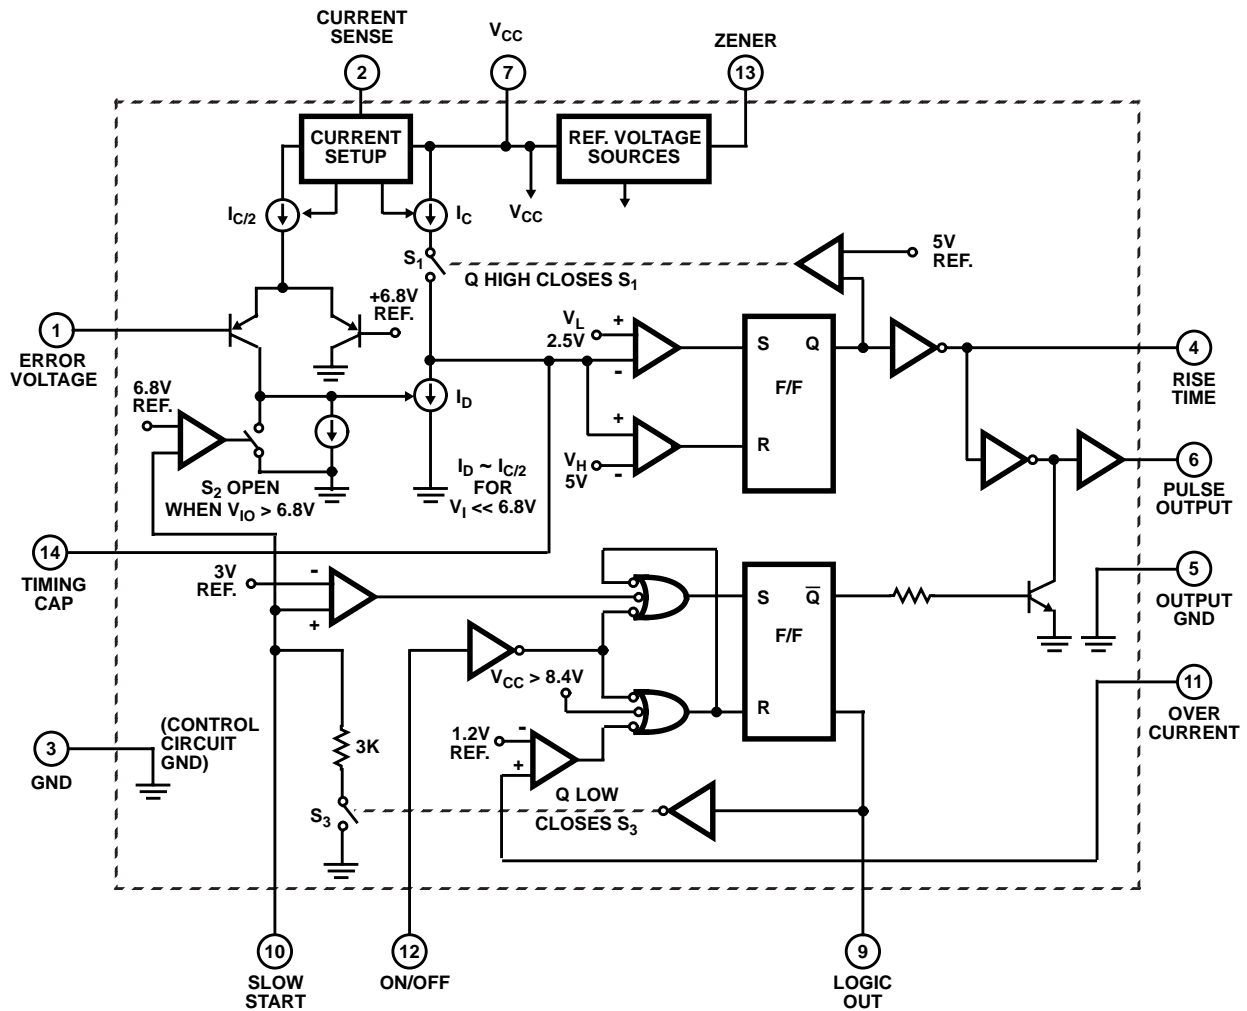 CURRENT
SENSE
2
VCC
7
ZENER
13
CURRENT
SETUP
REF. VOLTAGE
SOURCES
IC/2
IC
VCC
S1
Q HIGH CLOSES S1
5V
REF.
+6.8V
REF.
1
ERROR
VOLTAGE
VL
2.5V
+
-
S
Q
F/F
R
4
RISE
TIME
6.8V
REF.
ID
+
VH
5V
-
ID ~ IC/2
FOR
VI << 6.8V
S2 OPEN
WHEN VIO > 6.8V
6
PULSE
OUTPUT
14
TIMING
CAP
3V
REF.
-
+
S
Q̅
F/F
R
5
OUTPUT
GND
VCC > 8.4V
11
OVER
CURRENT
1.2V
REF.
-
+
3
GND
(CONTROL
CIRCUIT
GND)
3K
S3
Q LOW
CLOSES S3
10
SLOW
START
12
ON/OFF
9
LOGIC
OUT